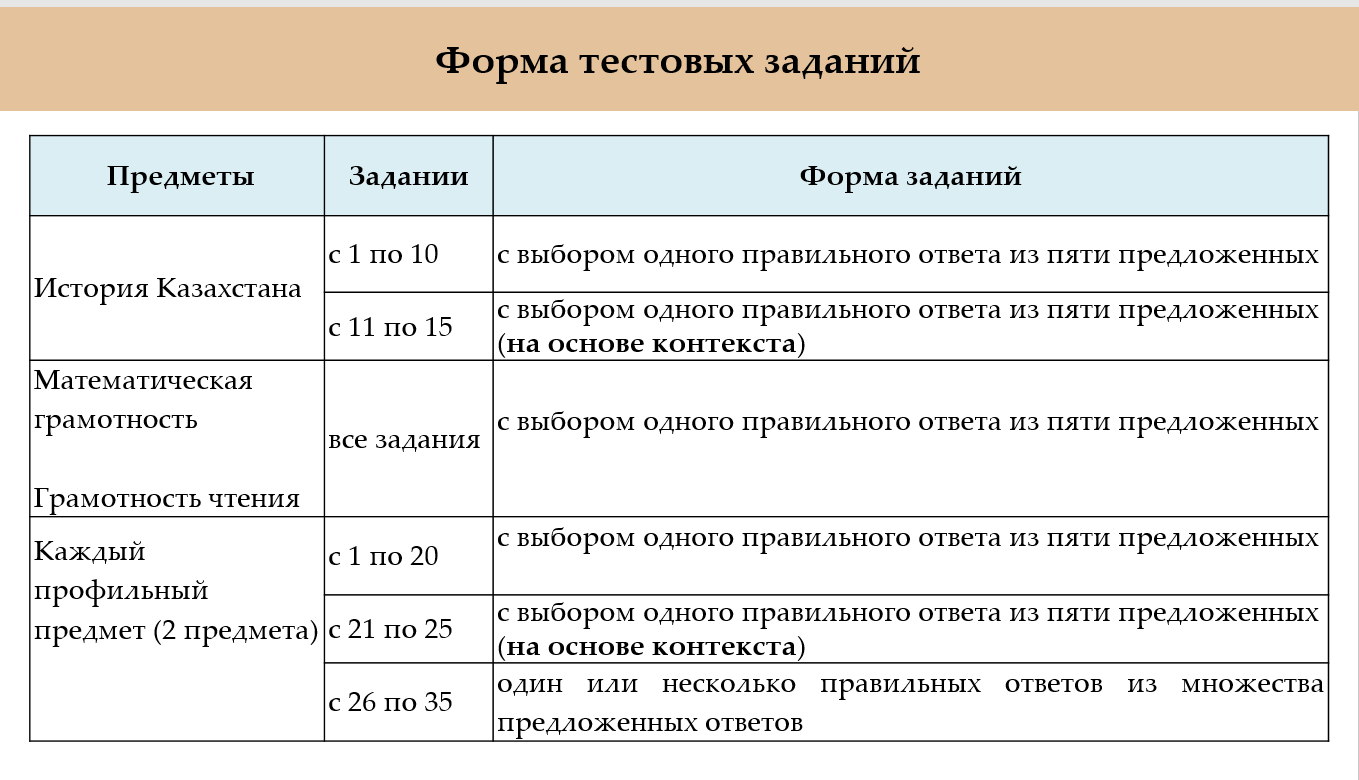 Форма тестовых заданий
Предметы
Задании
Форма заданий
История Казахстана
с 1 по 10
с выбором одного правильного ответа из пяти предложенных
с 11 по 15
с выбором одного правильного ответа из пяти предложенных
(на основе контекста)
Математическая
грамотность
Грамотность чтения
все задания
с выбором одного правильного ответа из пяти предложенных
Каждый
профильный
предмет (2 предмета)
с 1 по 20
с выбором одного правильного ответа из пяти предложенных
с 21 по 25
с выбором одного правильного ответа из пяти предложенных
(на основе контекста)
с 26 по 35
один или несколько правильных ответов из множества
предложенных ответов